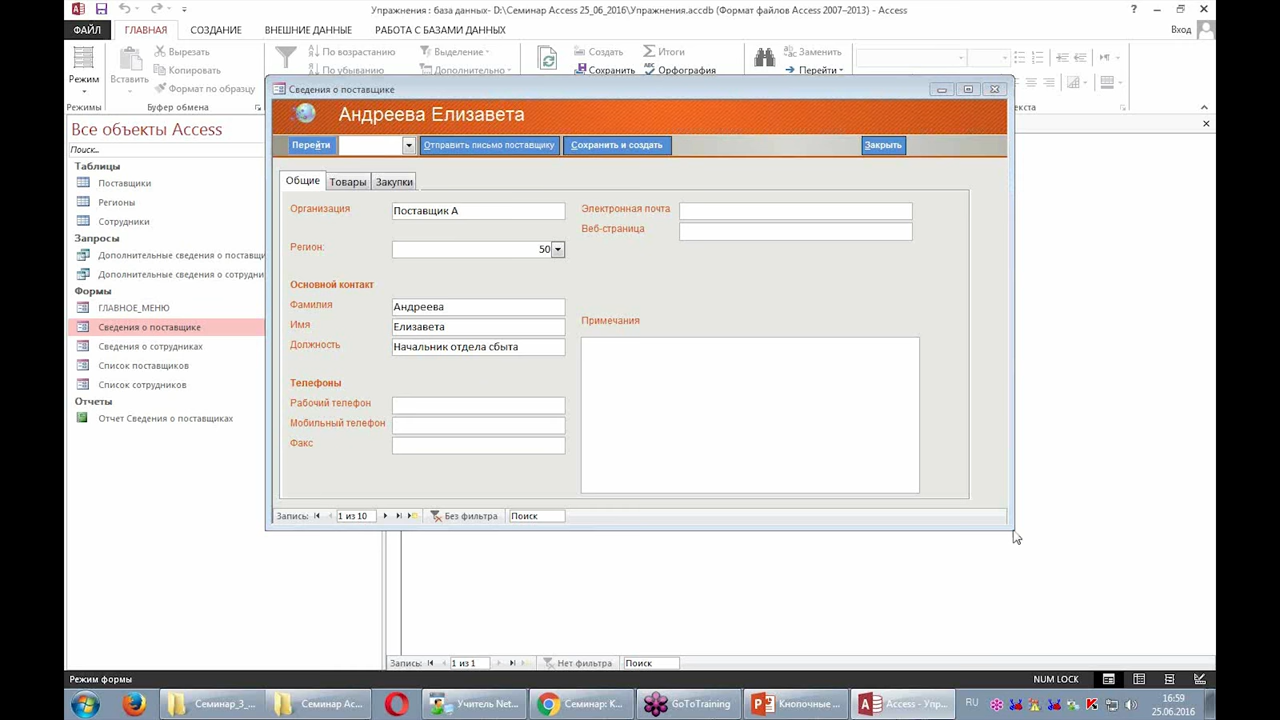 Упражнения : база данных- D:\Семинар Access 25_06_2016\Упражнения.accdb (Формат файлов Access 2007–2013) - Access
ФАЙЛ ГЛАВНАЯ СОЗДАНИЕ ВНЕШНИЕ ДАННЫЕ РАБОТА С БАЗАМИ ДАННЫХ Вход
Вырезать По возрастанию Выделение Создать Итоги Заменить
Режим Вставить Копировать По убыванию Дополнительно Сохранить Орфография Перейти
Формат по образцу
Режимы Буфер обмена текста
Сведения о поставщике
Все объекты Access
Андреева Елизавета
Поиск...
Перейти Отправить письмо поставщику Сохранить и создать Закрыть
Таблицы
Поставщики
Регионы
Сотрудники
Запросы
Дополнительные сведения о поставщи
Дополнительные сведения о сотрудни
Формы
ГЛАВНОЕ_МЕНЮ
Сведения о поставщике
Сведения о сотрудниках
Список поставщиков
Список сотрудников
Отчеты
Отчет Сведения о поставщиках
Общие Товары Закупки
Организация Поставщик А Электронная почта
Веб-страница
Регион: 50
Основной контакт
Фамилия Андреева
Имя Елизавета Примечания
Должность Начальник отдела сбыта
Телефоны
Рабочий телефон
Мобильный телефон
Факс
Запись: 1 из 10 Без фильтра Поиск
Запись: 1 из 1 Нет фильтра Поиск
Режим формы NUM LOCK
Семинар_3_... Семинар Ac... Учитель Net... Семинар: K... GoToTraining Кнопочные ... Access - Упр... RU 16:59
25.06.2016